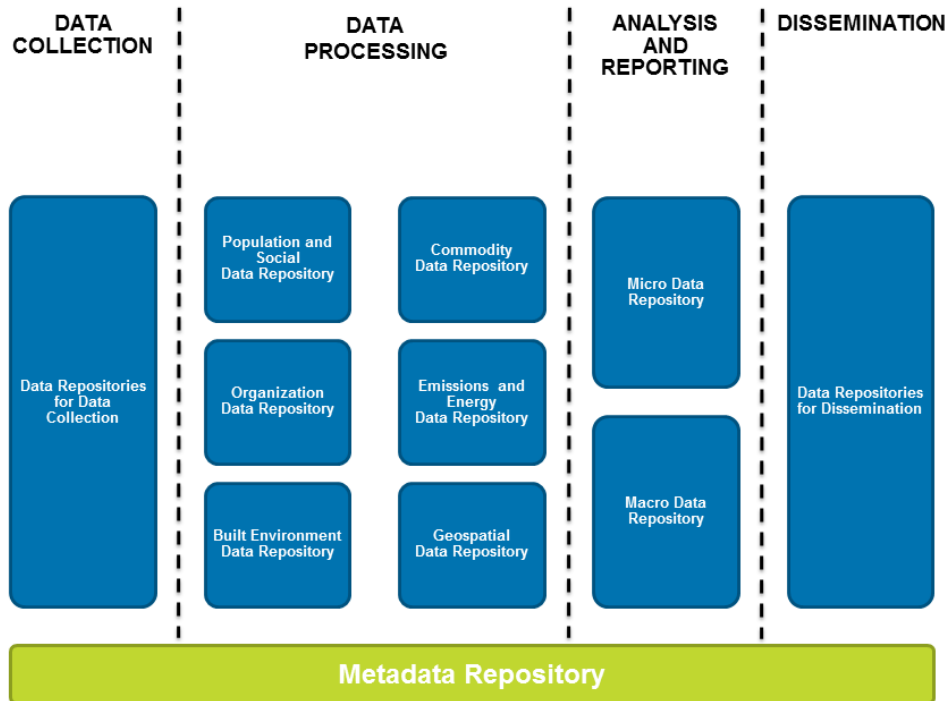 DATA
COLLECTION
DATA
PROCESSING
ANALYSIS
AND
REPORTING
DISSEMINATION
Data Repositories
for Data
Collection
Population and
Social
Data Repository
Commodity
Data Repository
Organization
Data Repository
Emissions and
Energy
Data Repository
Built Environment
Data Repository
Geospatial
Data Repository
Micro Data
Repository
Macro Data
Repository
Data Repositories
for Dissemination
Metadata Repository